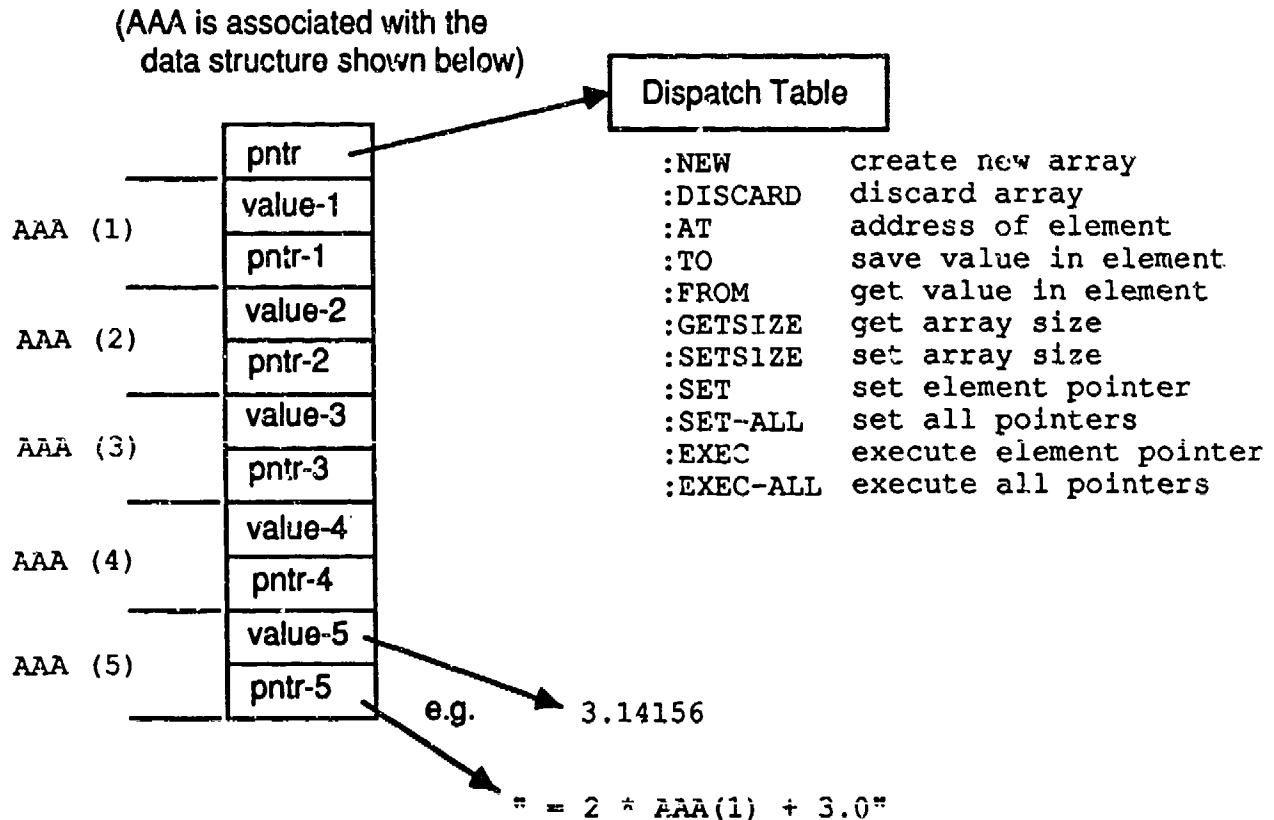 (AAA is associated with the
data structure shown below)
Dispatch Table
pntr
:NEW create new array
:DISCARD discard array
:AT address of element
:TO save value in element
:FROM get value in element
:GETSIZE get array size
:SETS1ZE set array size
:SET set element pointer
:SET-ALL set all pointers
:EXEC execute element pointer
:EXEC-ALL execute all pointers
AAA (1)
value-1
pntr-1
AAA (2)
value-2
pntr-2
AAA (3)
value-3
pntr-3
AAA (4)
value-4
pntr-4
AAA (5)
value-5
pntr-5
e.g.
3.14156
" = 2 * AAA(1) + 3.0"